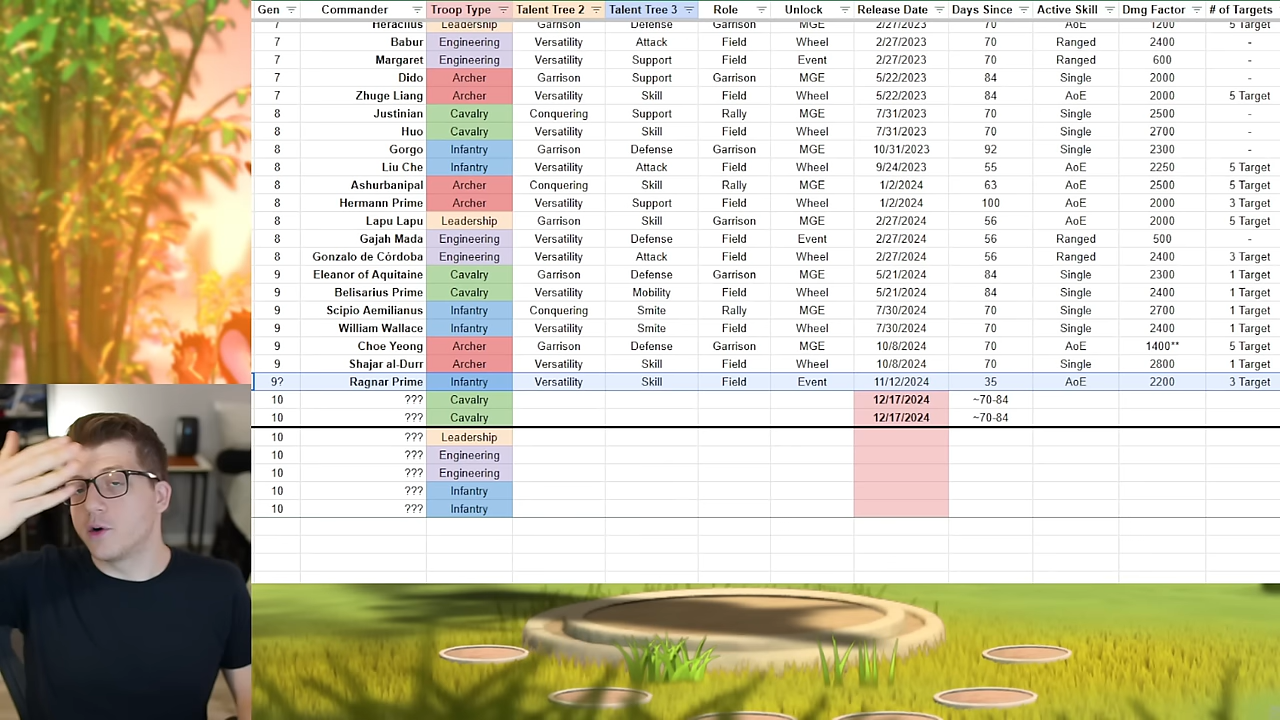 Gen Commander Troop Type Talent Tree 2 Talent Tree 3 Role Unlock Release Date Days Since Active Skill Dmg Factor # of Targets
7 Heraclius Leadership Garrison Defense Garrison MGE 2/27/2023 70 AoE 1200 5 Target
7 Babur Engineering Versatility Attack Field Wheel 2/27/2023 70 Ranged 2400 -
7 Margaret Engineering Versatility Support Field Event 2/27/2023 70 Ranged 600 -
7 Dido Archer Garrison Support Garrison MGE 5/22/2023 84 Single 2000 -
7 Zhuge Liang Archer Versatility Skill Field Wheel 5/22/2023 84 AoE 2000 5 Target
8 Justinian Cavalry Conquering Support Rally MGE 7/31/2023 70 Single 2500 -
8 Huo Cavalry Versatility Skill Field Wheel 7/31/2023 70 Single 2700 -
8 Gorgo Infantry Garrison Defense Garrison MGE 10/31/2023 92 Single 2300 -
8 Liu Che Infantry Versatility Attack Field Wheel 9/24/2023 55 AoE 2250 5 Target
8 Ashurbanipal Archer Conquering Skill Rally MGE 1/2/2024 63 AoE 2500 5 Target
8 Hermann Prime Archer Versatility Support Field Wheel 1/2/2024 100 AoE 2000 3 Target
8 Lapu Lapu Leadership Garrison Skill Garrison MGE 2/27/2024 56 AoE 2000 5 Target
8 Gajah Mada Engineering Versatility Defense Field Event 2/27/2024 56 Ranged 500 -
8 Gonzalo de Córdoba Engineering Versatility Attack Field Wheel 2/27/2024 56 Ranged 2400 3 Target
9 Eleanor of Aquitaine Cavalry Garrison Defense Garrison MGE 5/21/2024 84 Single 2300 1 Target
9 Belisarius Prime Cavalry Versatility Mobility Field Wheel 5/21/2024 84 Single 2400 1 Target
9 Scipio Aemilianus Infantry Conquering Smite Rally MGE 7/30/2024 70 Single 2700 1 Target
9 William Wallace Infantry Versatility Smite Field Wheel 7/30/2024 70 Single 2400 1 Target
9 Choe Yeong Archer Garrison Defense Garrison MGE 10/8/2024 70 AoE 1400** 5 Target
9 Shajar al-Durr Archer Versatility Skill Field Wheel 10/8/2024 70 Single 2800 1 Target
9? Ragnar Prime Infantry Versatility Skill Field Event 11/12/2024 35 AoE 2200 3 Target
10 ??? Cavalry 12/17/2024 ~70-84
10 ??? Cavalry 12/17/2024 ~70-84
10 ??? Leadership
10 ??? Engineering
10 ??? Engineering
10 ??? Infantry
10 ??? Infantry